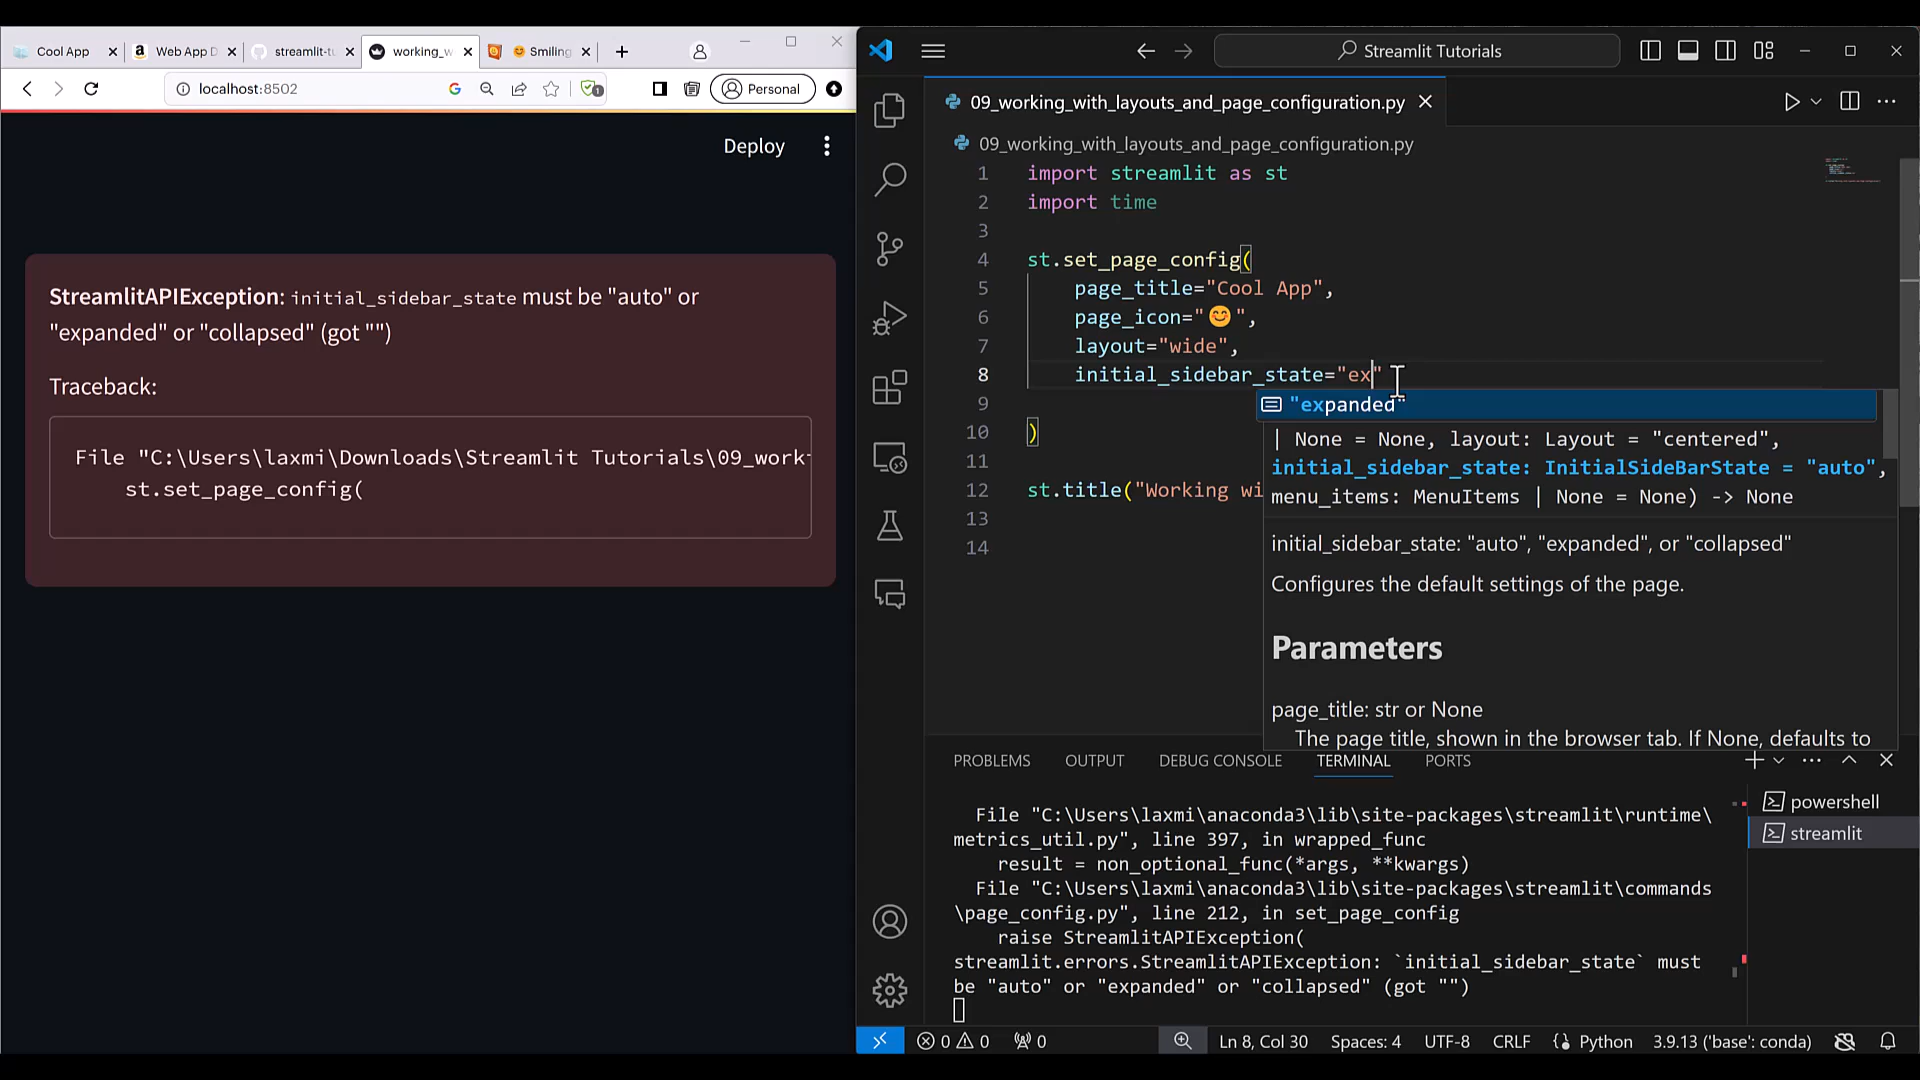 Cool App
Web App D
streamlit-tu
working_w
😊 Smiling
localhost:8502
Personal
Deploy
StreamlitAPIException: initial_sidebar_state must be "auto" or
"expanded" or "collapsed" (got "")
Traceback:
File "C:\Users\laxmi\Downloads\Streamlit Tutorials\09_work
st.set_page_config(
Streamlit Tutorials
09_working_with_layouts_and_page_configuration.py
09_working_with_layouts_and_page_configuration.py
1 import streamlit as st
2 import time
3
4 st.set_page_config(
5 page_title="Cool App",
6 page_icon="😊",
7 layout="wide",
8 initial_sidebar_state="ex"
9
10 )
11
12 st.title("Working wi
13
14
"expanded"
| None = None, layout: Layout = "centered",
initial_sidebar_state: InitialSideBarState = "auto",
menu_items: MenuItems | None = None) -> None
initial_sidebar_state: "auto", "expanded", or "collapsed"
Configures the default settings of the page.
Parameters
page_title: str or None
The page title, shown in the browser tab. If None, defaults to
PROBLEMS OUTPUT DEBUG CONSOLE TERMINAL PORTS
File "C:\Users\laxmi\anaconda3\lib\site-packages\streamlit\runtime\
metrics_util.py", line 397, in wrapped_func
result = non_optional_func(*args, **kwargs)
File "C:\Users\laxmi\anaconda3\lib\site-packages\streamlit\commands
\page_config.py", line 212, in set_page_config
raise StreamlitAPIException(
streamlit.errors.StreamlitAPIException: `initial_sidebar_state` must
be "auto" or "expanded" or "collapsed" (got "")
powershell
streamlit
0 0 0 Ln 8, Col 30 Spaces: 4 UTF-8 CRLF Python 3.9.13 ('base': conda)